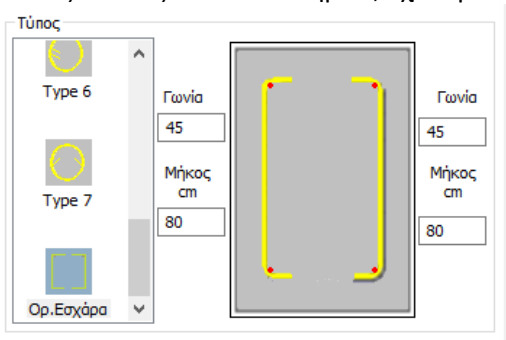 Τύπος
Type 6
Type 7
Ορ.Εσχάρα
Γωνία
45
Μήκος
cm
80
Γωνία
45
Μήκος
cm
80